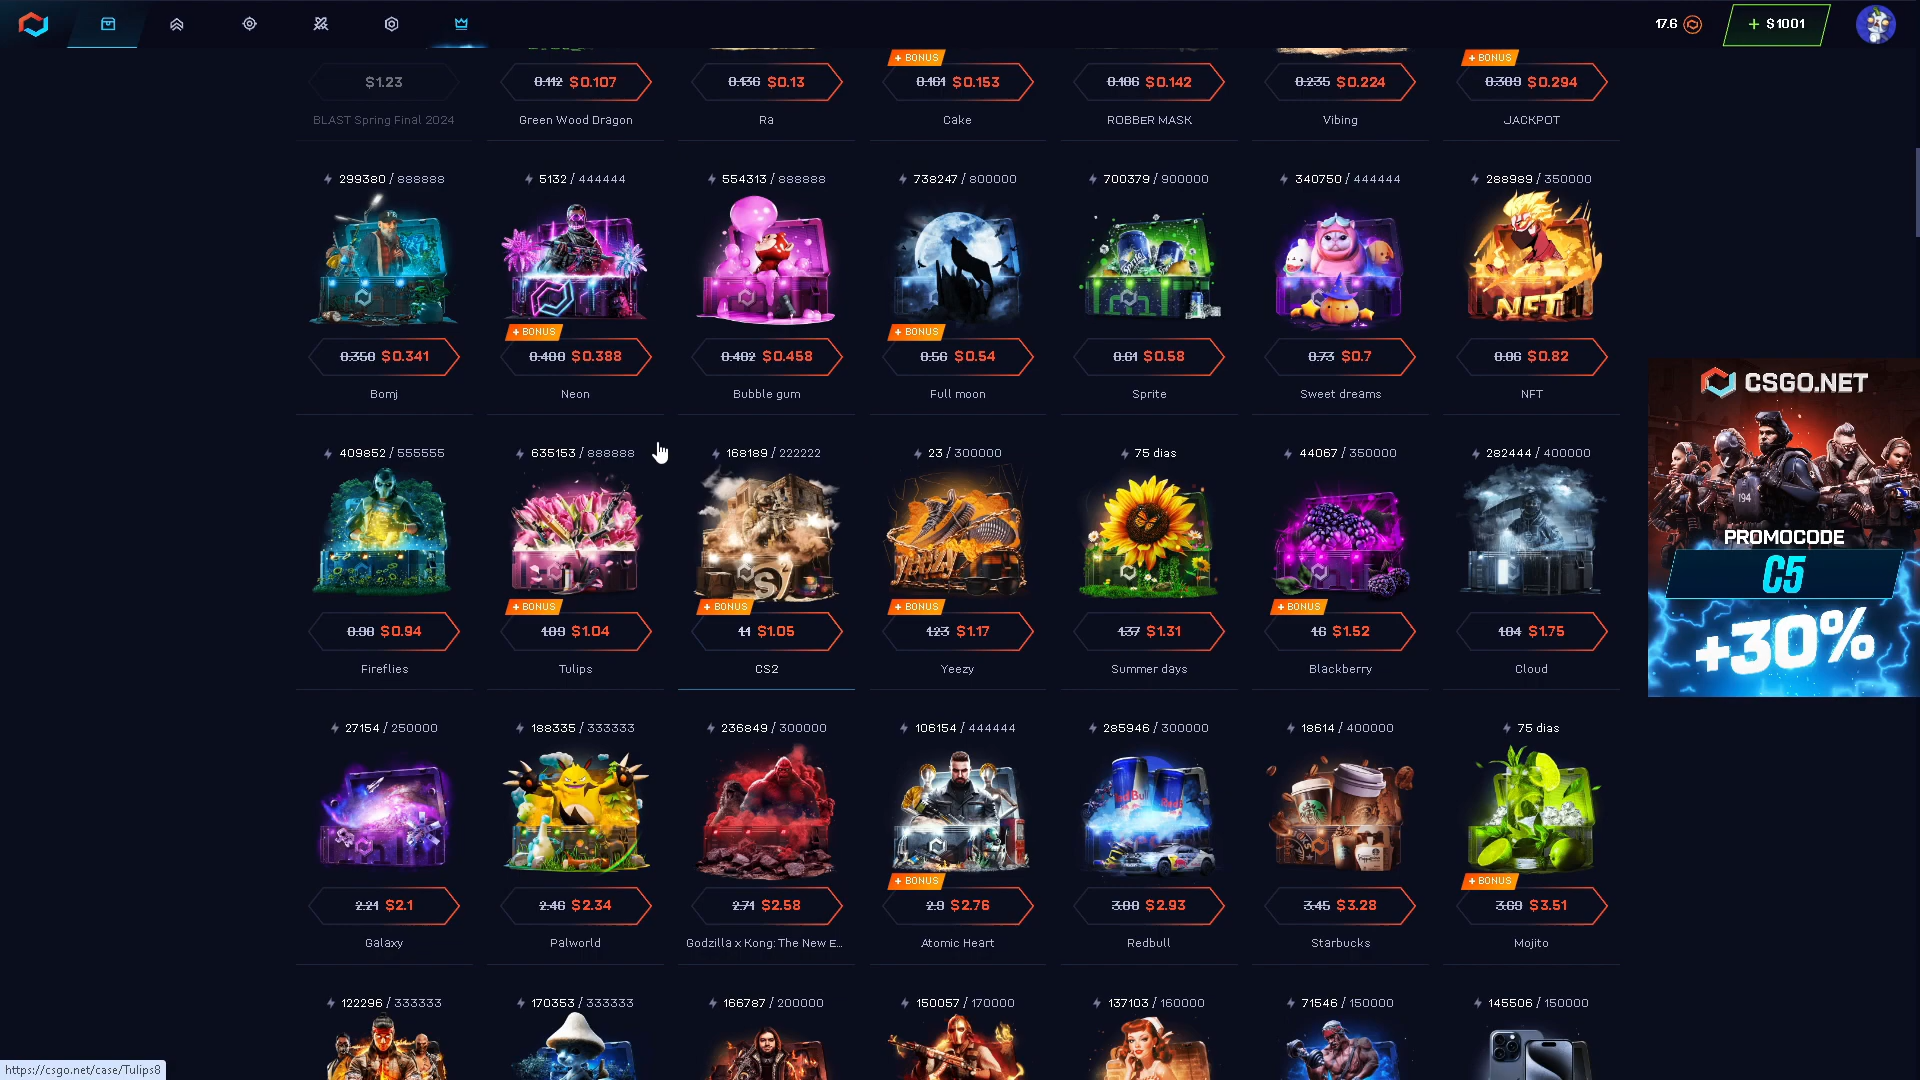 17.6
+ $1001
+ BONUS
+ BONUS
$1.23
0.112 $0.107
0.136 $0.13
0.161 $0.153
0.186 $0.142
0.235 $0.224
0.309 $0.294
BLAST Spring Final 2024
Green Wood Dragon
Ra
Cake
ROBBER MASK
Vibing
JACKPOT
299380 / 888888
5132 / 444444
554313 / 888888
738247 / 800000
700379 / 900000
340750 / 444444
288989 / 350000
Sprite
NFT
+ BONUS
+ BONUS
0.358 $0.341
0.408 $0.388
0.482 $0.458
0.56 $0.54
0.61 $0.58
0.73 $0.7
0.86 $0.82
Bomj
Neon
Bubble gum
Full moon
Sprite
Sweet dreams
NFT
CSGO.NET
194
PROMOCODE
C5
+30%
409852 / 555555
635153 / 888888
168189 / 222222
23 / 300000
75 dias
44067 / 350000
282444 / 400000
YEEZY
+ BONUS
+ BONUS
+ BONUS
+ BONUS
0.98 $0.94
1.09 $1.04
1.1 $1.05
1.23 $1.17
1.37 $1.31
1.6 $1.52
1.84 $1.75
Fireflies
Tulips
CS2
Yeezy
Summer days
Blackberry
Cloud
27154 / 250000
188335 / 333333
236849 / 300000
106154 / 444444
285946 / 300000
18614 / 400000
75 dias
RedBull
+ BONUS
+ BONUS
2.21 $2.1
2.46 $2.34
2.71 $2.58
2.9 $2.76
3.08 $2.93
3.45 $3.28
3.69 $3.51
Galaxy
Palworld
Godzilla x Kong: The New E...
Atomic Heart
Redbull
Starbucks
Mojito
122296 / 333333
170353 / 333333
166787 / 200000
150057 / 170000
137103 / 160000
71546 / 150000
145506 / 150000
https://csgo.net/case/Tulips8